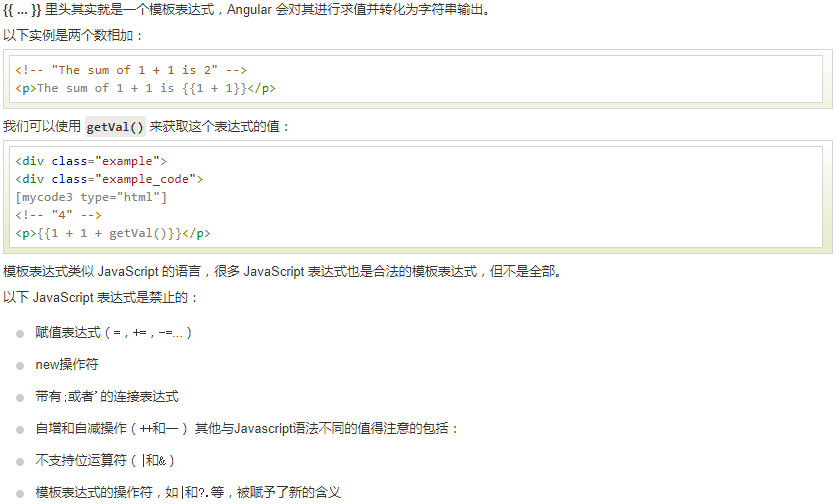 {{ ... }} 里头其实就是一个模板表达式，Angular 会对其进行求值并转化为字符串输出。
以下实例是两个数相加：
<!-- "The sum of 1 + 1 is 2" -->
<p>The sum of 1 + 1 is {{1 + 1}}</p>
我们可以使用 getVal() 来获取这个表达式的值：
<div class="example">
<div class="example_code">
[mycode3 type="html"]
<!-- "4" -->
<p>{{1 + 1 + getVal()}}</p>
模板表达式类似 JavaScript 的语言，很多 JavaScript 表达式也是合法的模板表达式，但不是全部。
以下 JavaScript 表达式是禁止的：
赋值表达式（=，+=，-=...）
new操作符
带有;或者'的连接表达式
自增和自减操作（++和--） 其他与Javascript语法不同的值得注意的包括：
不支持位运算符（|和&）
模板表达式的操作符，如|和?.等，被赋予了新的含义